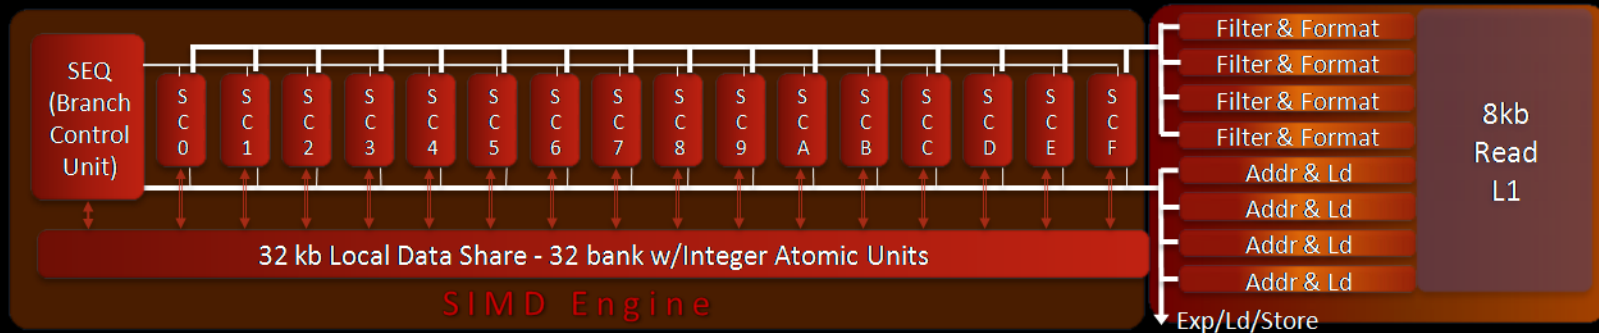 SEQ
(Branch
Control
Unit)
S
C
0
S
C
1
S
C
2
S
C
3
S
C
4
S
C
5
S
C
6
S
C
7
S
C
8
S
C
9
S
C
A
S
C
B
S
C
C
S
C
D
S
C
E
S
C
F
32 kb Local Data Share - 32 bank w/Integer Atomic Units
SIMD Engine
Filter & Format
Filter & Format
Filter & Format
Filter & Format
Addr & Ld
Addr & Ld
Addr & Ld
Addr & Ld
Exp/Ld/Store
8kb
Read
L1